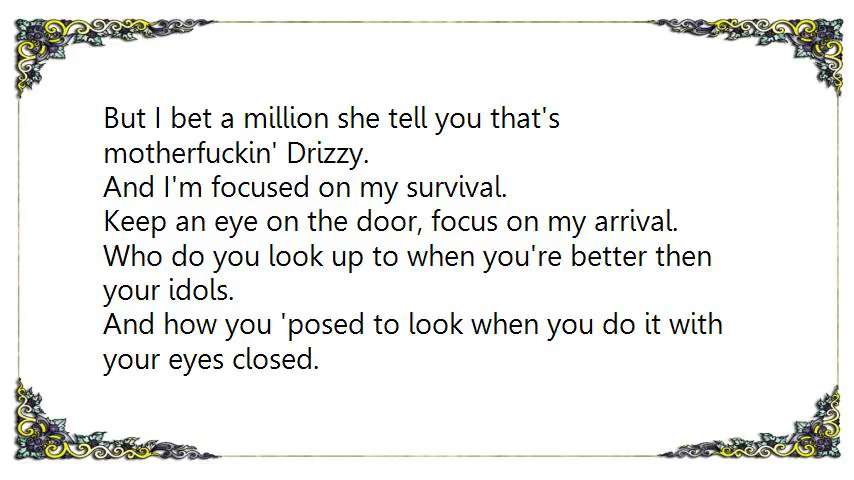 But I bet a million she tell you that's
motherfuckin' Drizzy.
And I'm focused on my survival.
Keep an eye on the door, focus on my arrival.
Who do you look up to when you're better then
your idols.
And how you 'posed to look when you do it with
your eyes closed.